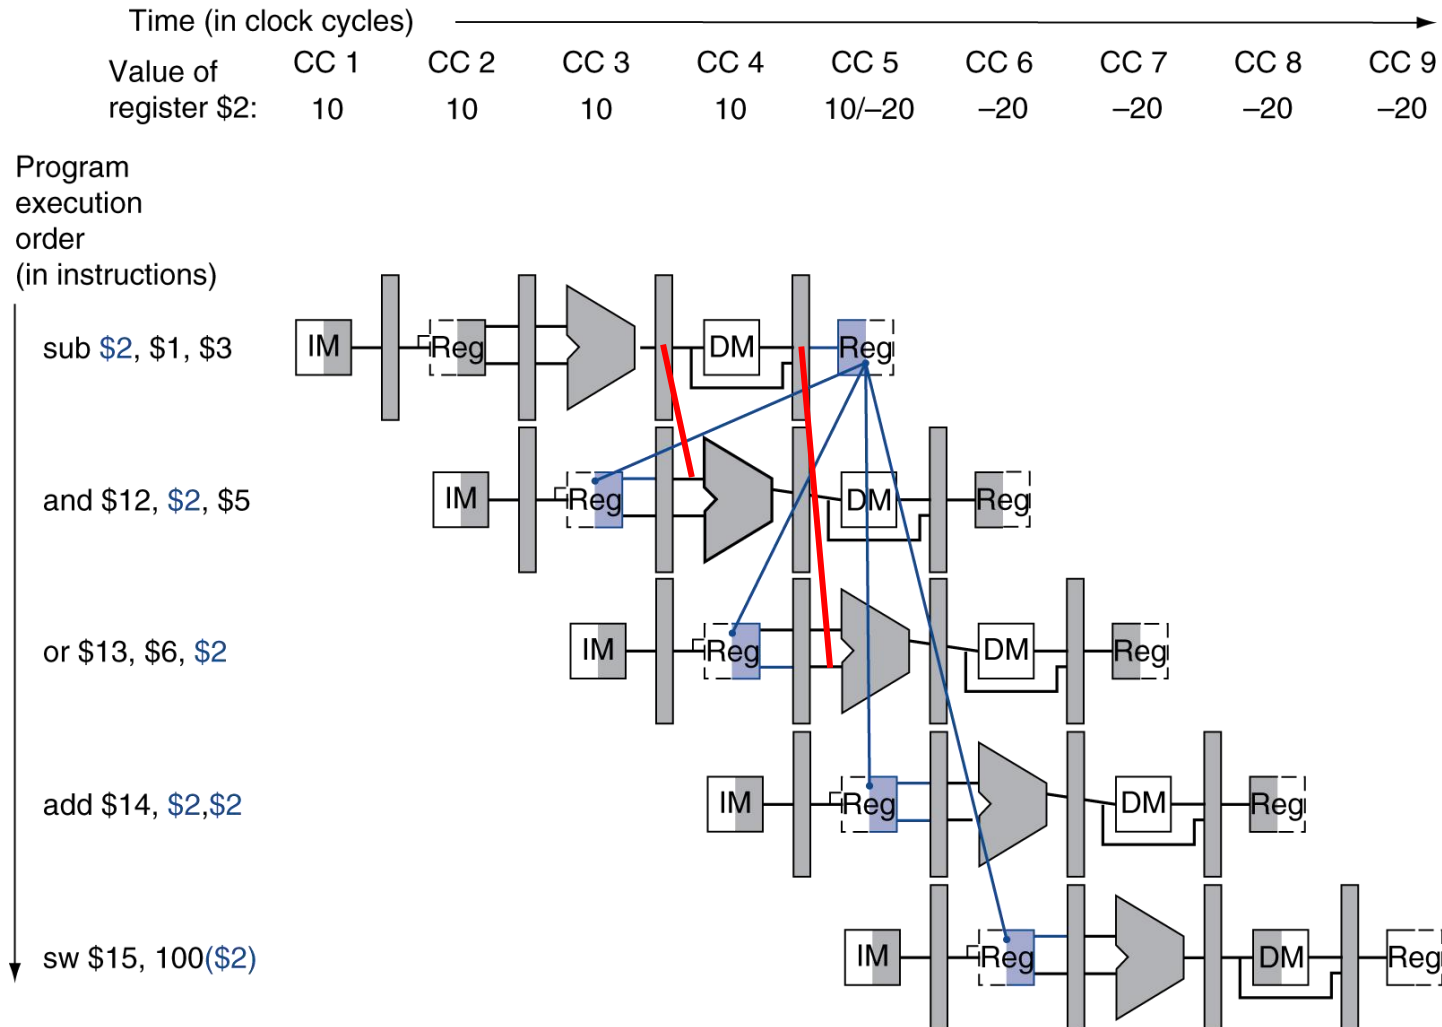 Time (in clock cycles)
Value of register $2:
CC 1 CC 2 CC 3 CC 4 CC 5 CC 6 CC 7 CC 8 CC 9
10 10 10 10 10/–20 –20 –20 –20 –20
Program
execution
order
(in instructions)
sub $2, $1, $3
IM Reg DM Reg
and $12, $2, $5
IM Reg DM Reg
or $13, $6, $2
IM Reg DM Reg
add $14, $2,$2
IM Reg DM Reg
sw $15, 100($2)
IM Reg DM Reg